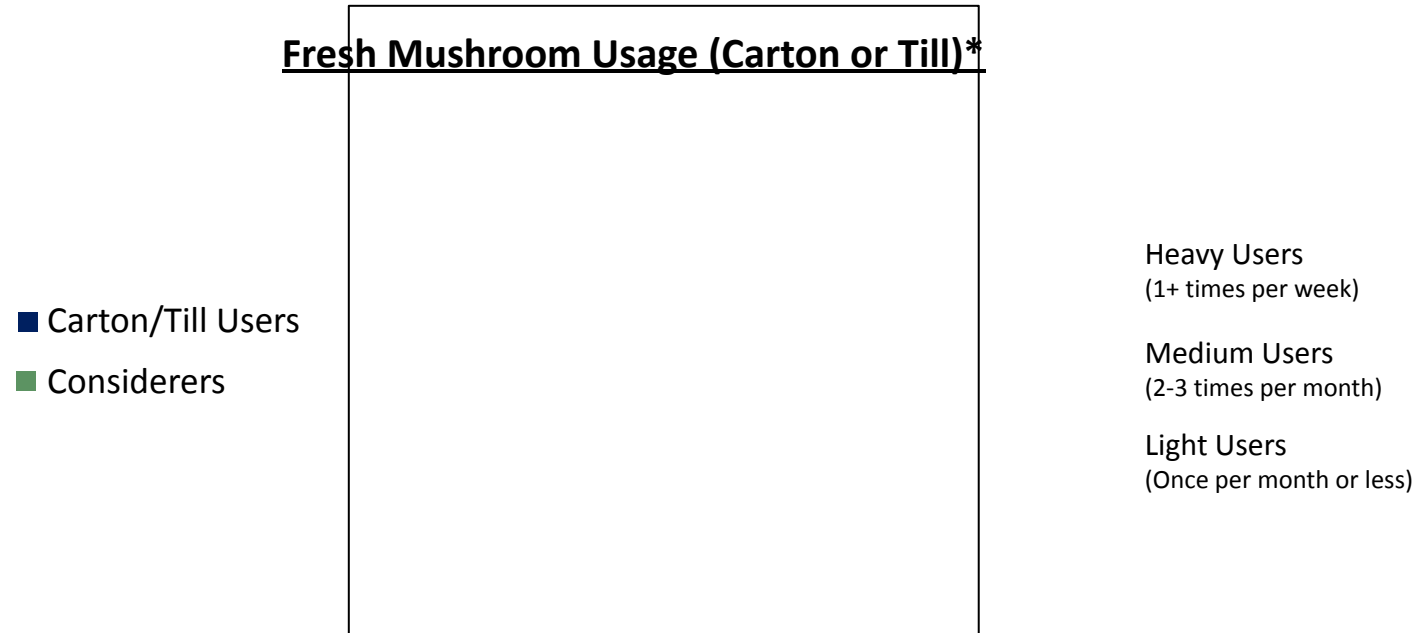 Fresh Mushroom Usage (Carton or Till)*
Carton/Till Users
Considerers
Heavy Users
(1+ times per week)
Medium Users
(2-3 times per month)
Light Users
(Once per month or less)